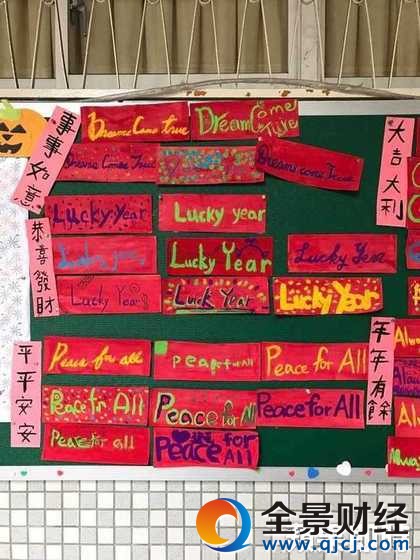 Dreams Come true
Dream Come True
事事如意
大吉大利
Dreams Come True
Dreams come True
Lucky Year
Lucky year
恭喜發財
Lucky Year
Lucky Year
Lucky Year
Luck Year
Lucky Year
平平安安
年年有餘
Peace for all
Peace for All
Peace for All
Peace for All
Peace for All
Peace for All
Peace for all
Peace for All
全景财经
www.qjcj.com